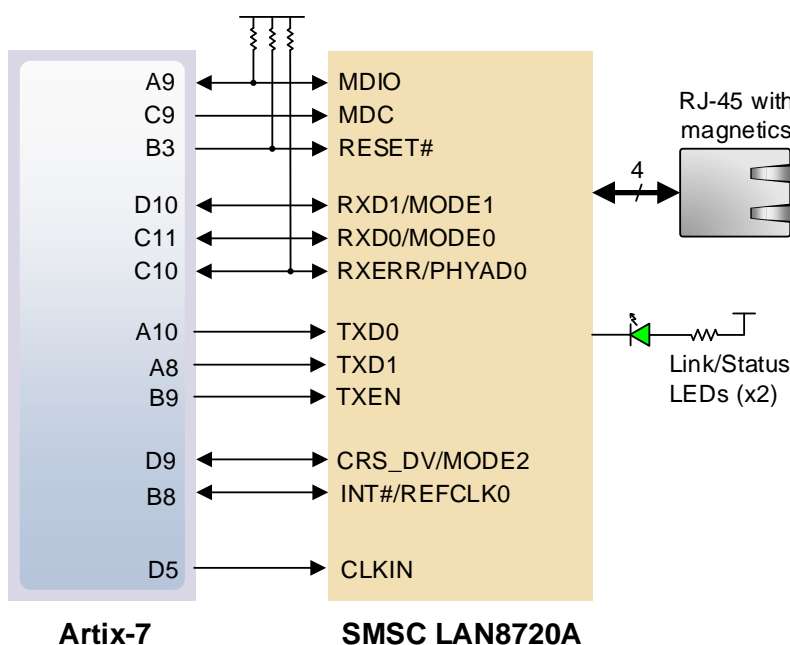 A9 MDIO
C9 MDC
B3 RESET#
D10 RXD1/MODE1
C11 RXD0/MODE0
C10 RXERR/PHYAD0
A10 TXD0
A8 TXD1
B9 TXEN
D9 CRS_DV/MODE2
B8 INT#/REFCLK0
D5 CLKIN
RJ-45 with
magnetics
4
Link/Status
LEDs (x2)
Artix-7
SMSC LAN8720A